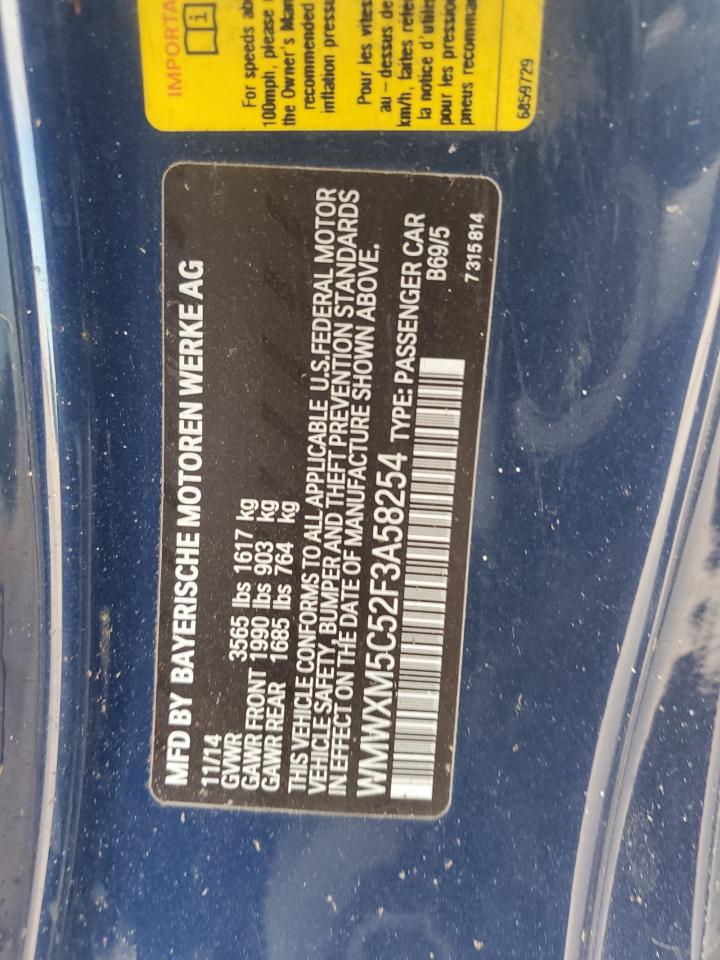 IMPORTA
For speeds ab
100mph, please
the Owner's Man
recommended
inflation pressu
Pour les vites
au - dessus de
km/h, faites réfé
la notice d'utilis
pour les pression
pneus recomma
6859729
MFD BY BAYERISCHE MOTOREN WERKE AG
11/14
GVWR 3565 lbs 1617 kg
GAWR FRONT 1990 lbs 903 kg
GAWR REAR 1685 lbs 764 kg
THIS VEHICLE CONFORMS TO ALL APPLICABLE U.S.FEDERAL MOTOR
VEHICLE SAFETY, BUMPER AND THEFT PREVENTION STANDARDS
IN EFFECT ON THE DATE OF MANUFACTURE SHOWN ABOVE.
WMWXM5C52F3A58254 TYPE: PASSENGER CAR
B69/5
7 315 814